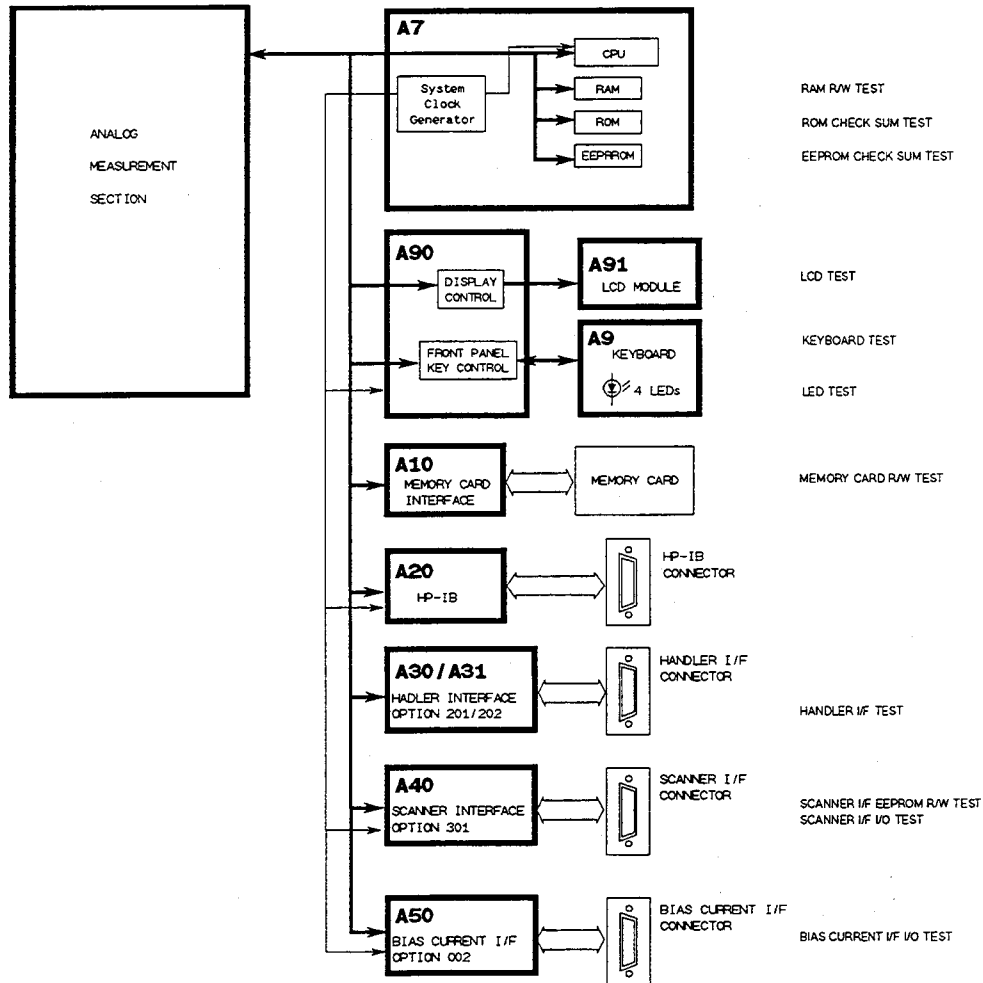 A7
CPU
System
Clock
Generator
RAM
RAM R/W TEST
ROM
ROM CHECK SUM TEST
EEPRROM
EEPROM CHECK SUM TEST
ANALOG
MEASUREMENT
SECTION
A90
DISPLAY
CONTROL
A91
LCD MODULE
LCD TEST
FRONT PANEL
KEY CONTROL
A9
KEYBOARD
4 LEDs
KEYBOARD TEST
LED TEST
A10
MEMORY CARD
INTERFACE
MEMORY CARD
MEMORY CARD R/W TEST
A20
HP-IB
HP-IB
CONNECTOR
A30/A31
HADLER INTERFACE
OPTION 201/202
HANDLER I/F
CONNECTOR
HANDLER I/F TEST
A40
SCANNER INTERFACE
OPTION 301
SCANNER I/F
CONNECTOR
SCANNER I/F EEPROM R/W TEST
SCANNER I/F I/O TEST
A50
BIAS CURRENT I/F
OPTION 002
BIAS CURRENT I/F
CONNECTOR
BIAS CURRENT I/F I/O TEST